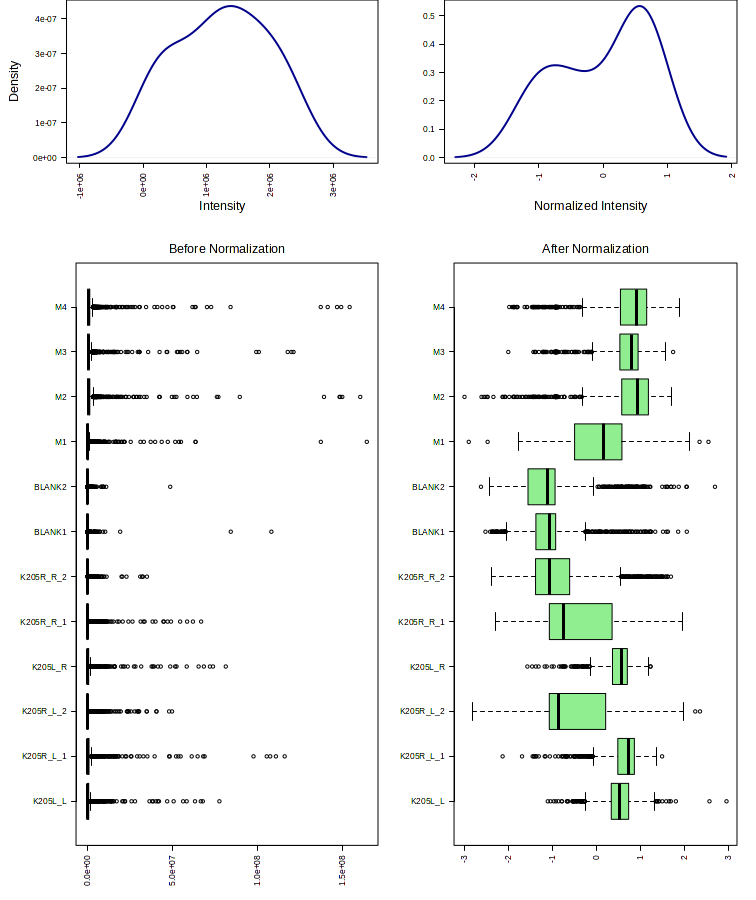 Density
4e-07
3e-07
2e-07
1e-07
0e+00
-1e+06
0e+00
1e+06
2e+06
3e+06
Intensity
0.5
0.4
0.3
0.2
0.1
0.0
-2
-1
0
1
2
Normalized Intensity
Before Normalization
M4
M3
M2
M1
BLANK2
BLANK1
K205R_R_2
K205R_R_1
K205L_R
K205R_L_2
K205R_L_1
K205L_L
0.0e+00
5.0e+07
1.0e+08
1.5e+08
After Normalization
M4
M3
M2
M1
BLANK2
BLANK1
K205R_R_2
K205R_R_1
K205L_R
K205R_L_2
K205R_L_1
K205L_L
-3
-2
-1
0
1
2
3